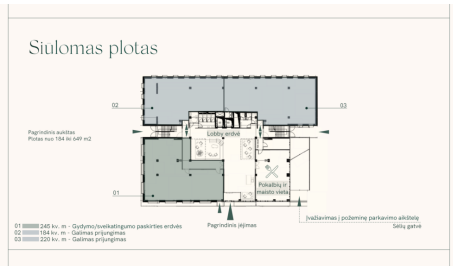 Siūlomas plotas
02
03
Lobby erdvė
Pagrindinis aukštas
Plotas nuo 184 iki 649 m2
Pokalbių ir
maisto vieta
01
Įvažiavimas į požeminę parkavimo aikštelę
Sėlių gatvė
Pagrindinis įėjimas
01 245 kv. m - Gydymo/sveikatingumo paskirties erdvės
02 184 kv. m - Galimas prijungimas
03 220 kv. m - Galimas prijungimas